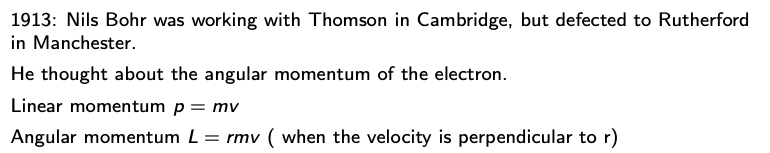 1913: Nils Bohr was working with Thomson in Cambridge, but defected to Rutherford
in Manchester.
He thought about the angular momentum of the electron.
Linear momentum p = mv
Angular momentum L = rmv ( when the velocity is perpendicular to r)